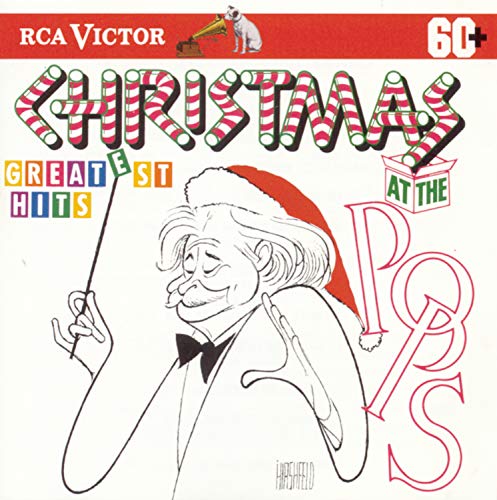 RCA VICTOR
60+
CHRISTMAS
GREATEST
HITS
AT THE
POPS
HIRSCHFELD